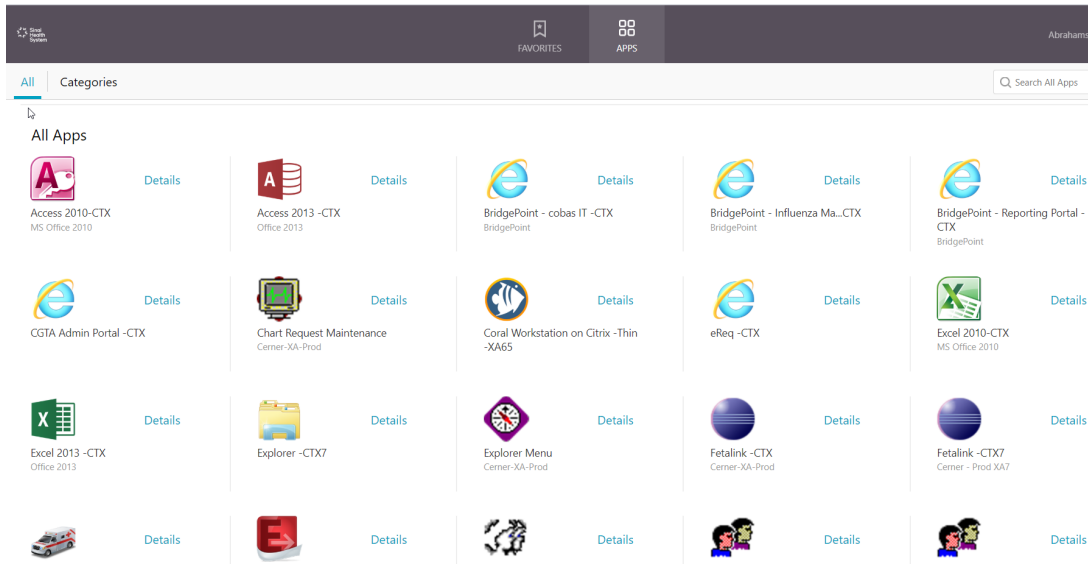 Sinai
Health
System
FAVORITES
APPS
Abrahams
All
Categories
Search All Apps
All Apps
Details
Details
Details
Details
Details
Access 2010-CTX
MS Office 2010
Access 2013 -CTX
Office 2013
BridgePoint - cobas IT -CTX
BridgePoint
BridgePoint - Influenza Ma...CTX
BridgePoint
BridgePoint - Reporting Portal -
CTX
BridgePoint
Details
Details
Details
Details
Details
CGTA Admin Portal -CTX
Chart Request Maintenance
Cerner-XA-Prod
Coral Workstation on Citrix -Thin
-XA65
eReq -CTX
Excel 2010-CTX
MS Office 2010
Details
Details
Details
Details
Details
Excel 2013 -CTX
Office 2013
Explorer -CTX7
Explorer Menu
Cerner-XA-Prod
Fetalink -CTX
Cerner-XA-Prod
Fetalink -CTX7
Cerner - Prod XA7
Details
Details
Details
Details
Details